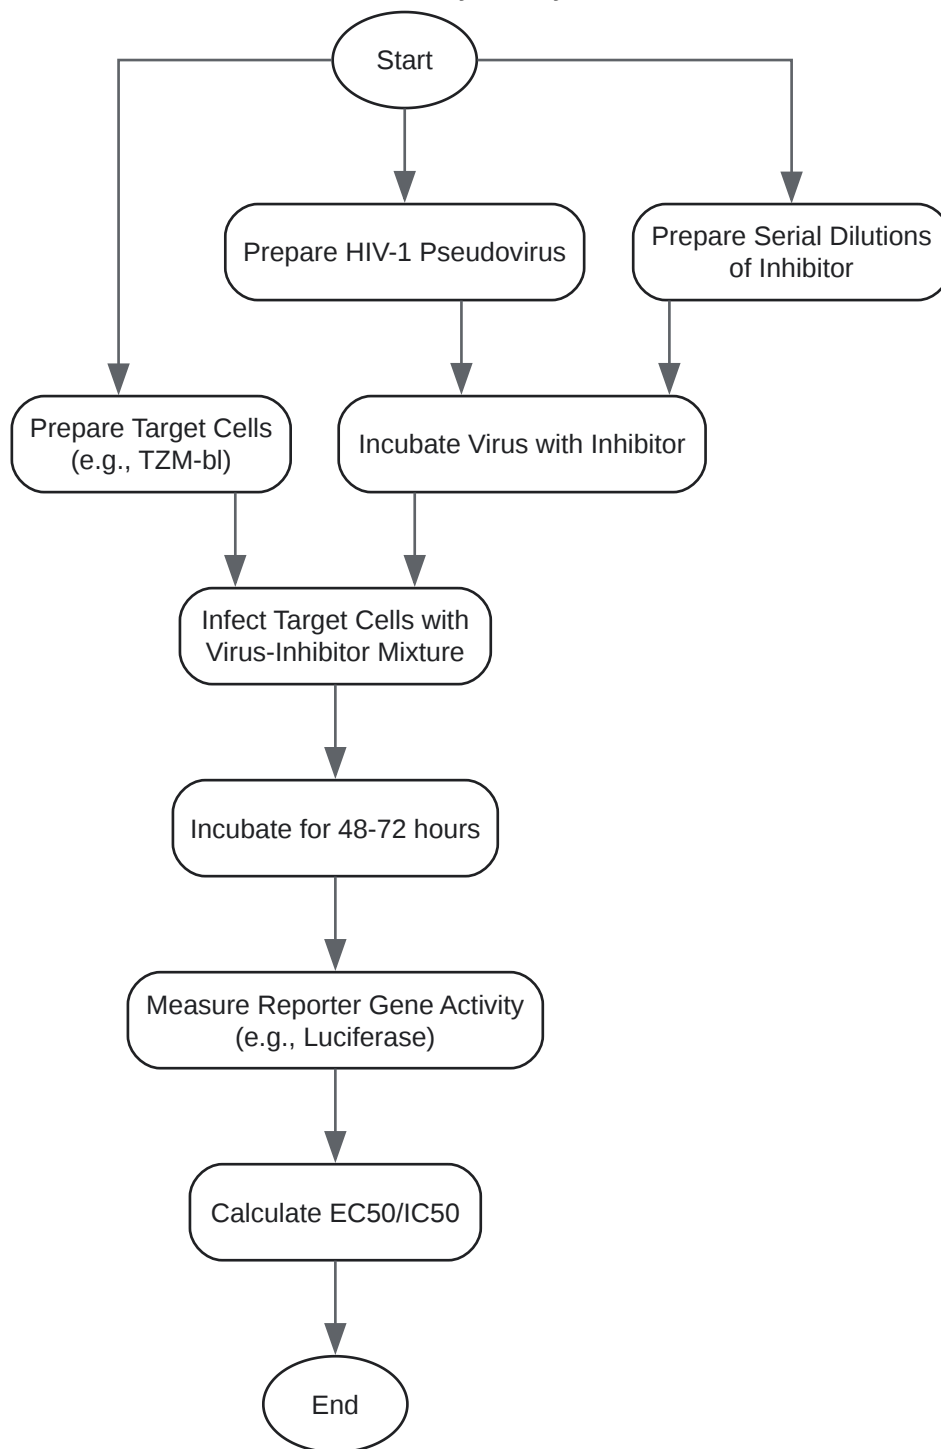 Start
Prepare HIV-1 Pseudovirus
Prepare Serial Dilutions
of Inhibitor
Prepare Target Cells
(e.g., TZM-bl)
Incubate Virus with Inhibitor
Infect Target Cells with
Virus-Inhibitor Mixture
Incubate for 48-72 hours
Measure Reporter Gene Activity
(e.g., Luciferase)
Calculate EC50/IC50
End